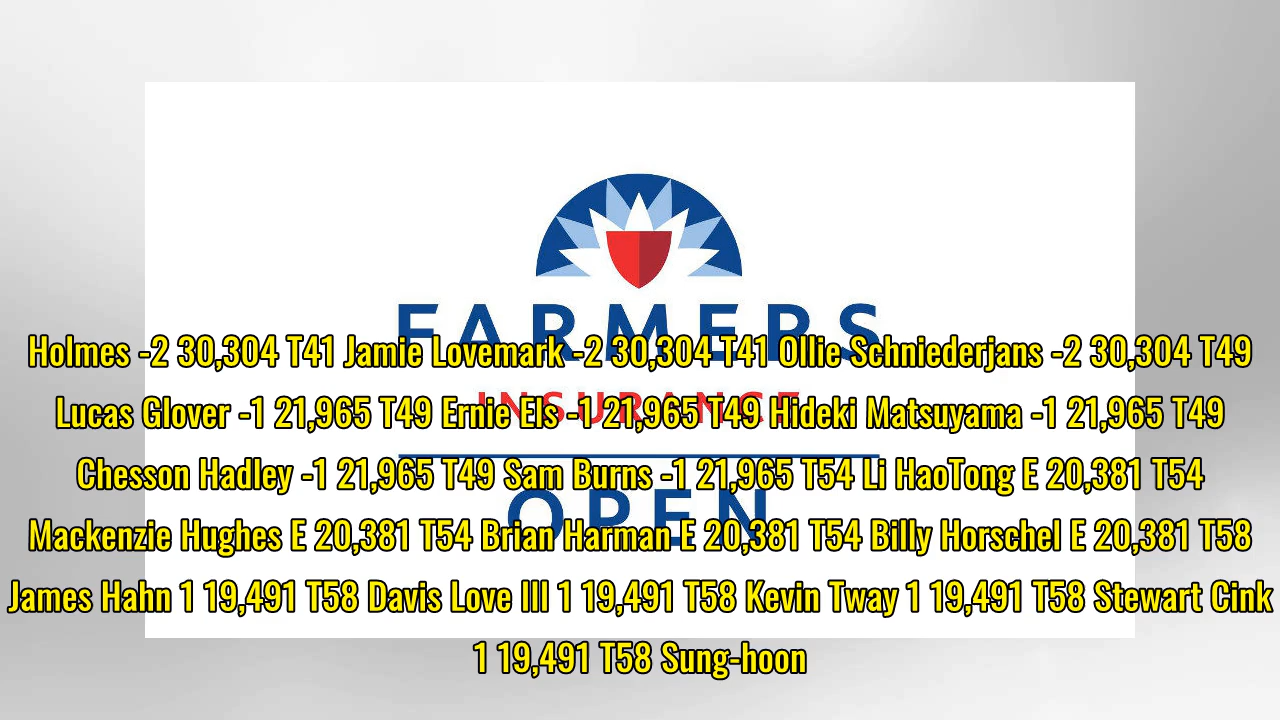 FARMERS
INSURANCE
OPEN
Holmes -2 30,304 T41 Jamie Lovemark -2 30,304 T41 Ollie Schniederjans -2 30,304 T49
Lucas Glover -1 21,965 T49 Ernie Els -1 21,965 T49 Hideki Matsuyama -1 21,965 T49
Chesson Hadley -1 21,965 T49 Sam Burns -1 21,965 T54 Li HaoTong E 20,381 T54
Mackenzie Hughes E 20,381 T54 Brian Harman E 20,381 T54 Billy Horschel E 20,381 T58
James Hahn 1 19,491 T58 Davis Love III 1 19,491 T58 Kevin Tway 1 19,491 T58 Stewart Cink
1 19,491 T58 Sung-hoon